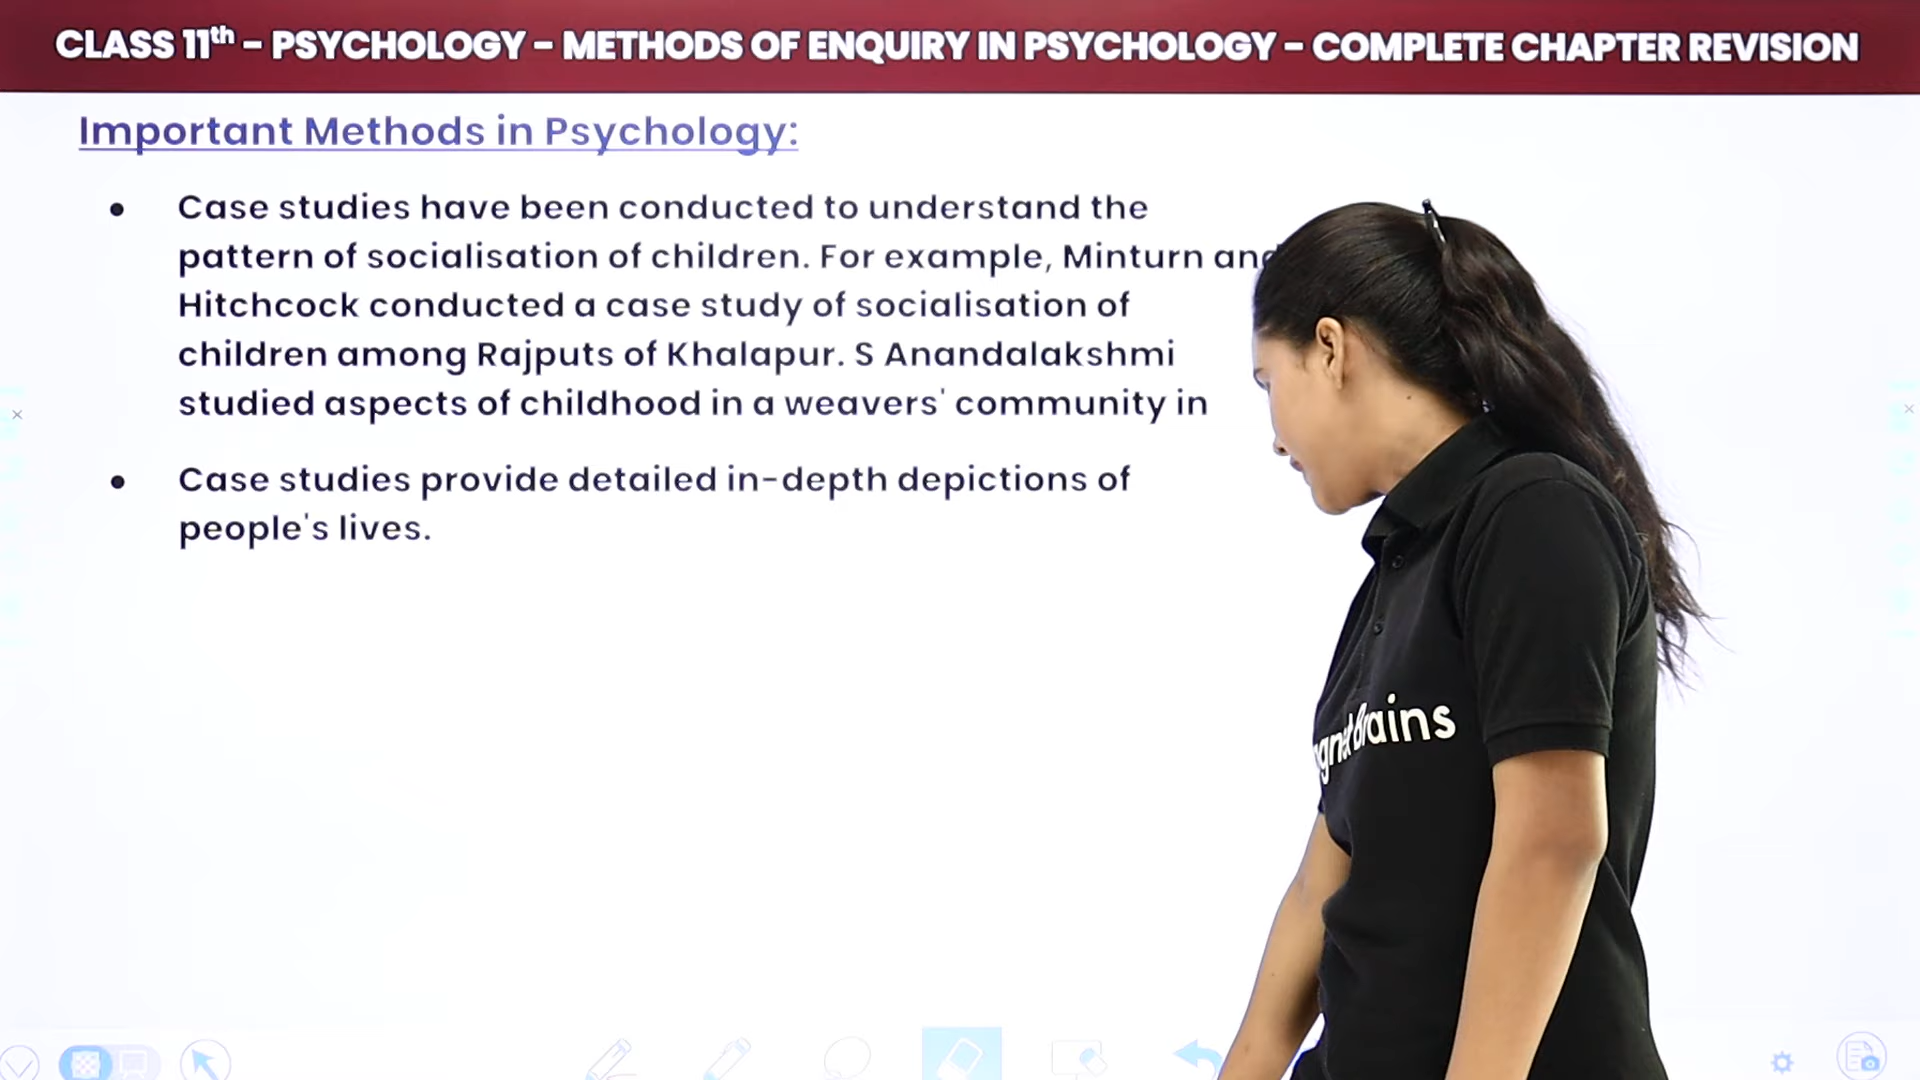 CLASS 11th – PSYCHOLOGY – METHODS OF ENQUIRY IN PSYCHOLOGY – COMPLETE CHAPTER REVISION
Important Methods in Psychology:
• Case studies have been conducted to understand the
pattern of socialisation of children. For example, Minturn and
Hitchcock conducted a case study of socialisation of
children among Rajputs of Khalapur. S Anandalakshmi
studied aspects of childhood in a weavers' community in
• Case studies provide detailed in-depth depictions of
people's lives.
Brains